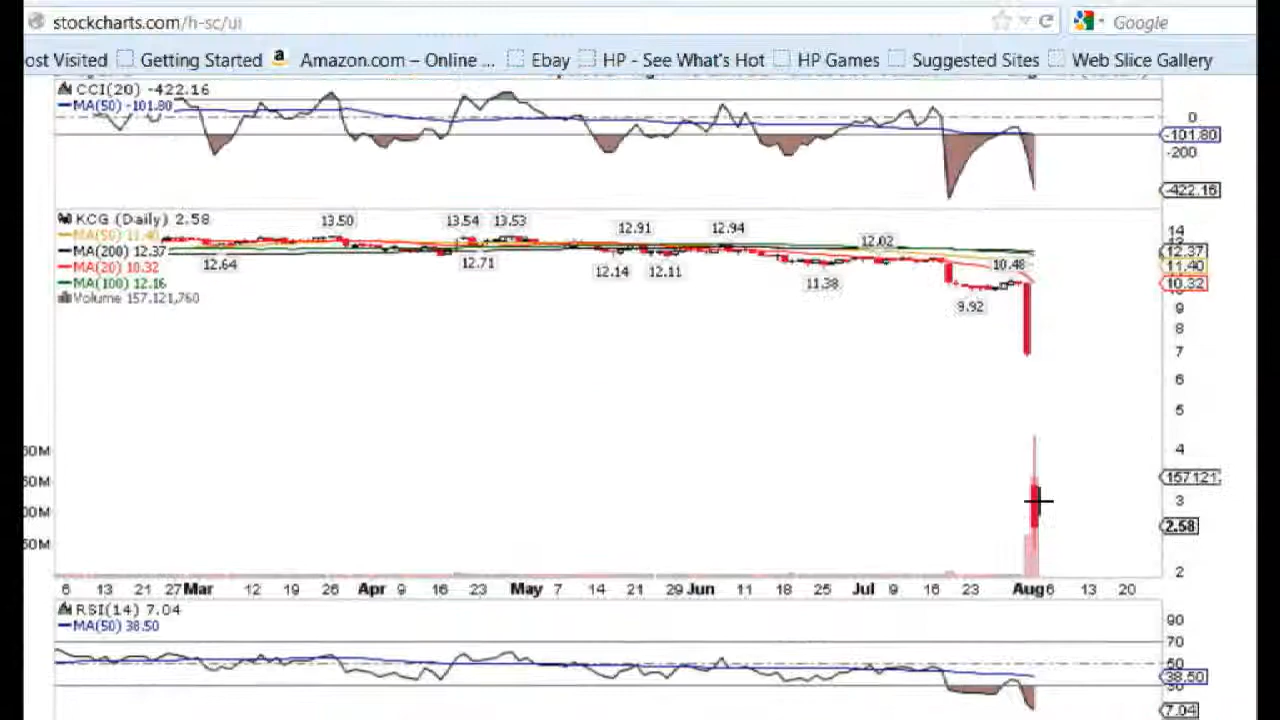 stockcharts.com/h-sc/ui
Google
ost Visited Getting Started Amazon.com – Online ... Ebay HP - See What's Hot HP Games Suggested Sites Web Slice Gallery
CCI(20) -422.16
MA(50) -101.80
0
-101.80
-200
-422.16
KCG (Daily) 2.58
MA(50) 11.40
MA(200) 12.37
MA(20) 10.32
MA(100) 12.16
Volume 157,121,760
13.50 13.54 13.53 12.91 12.94 12.02 10.48
12.64 12.71 12.14 12.11 11.38 9.92
14
12.37
11.40
10.32
9
8
7
6
5
4
157121
3
2.58
2
6 13 21 27 Mar 12 19 26 Apr 9 16 23 May 7 14 21 29 Jun 11 18 25 Jul 9 16 23 Aug 6 13 20
RSI(14) 7.04
MA(50) 38.50
90
70
50
38.50
30
7.04